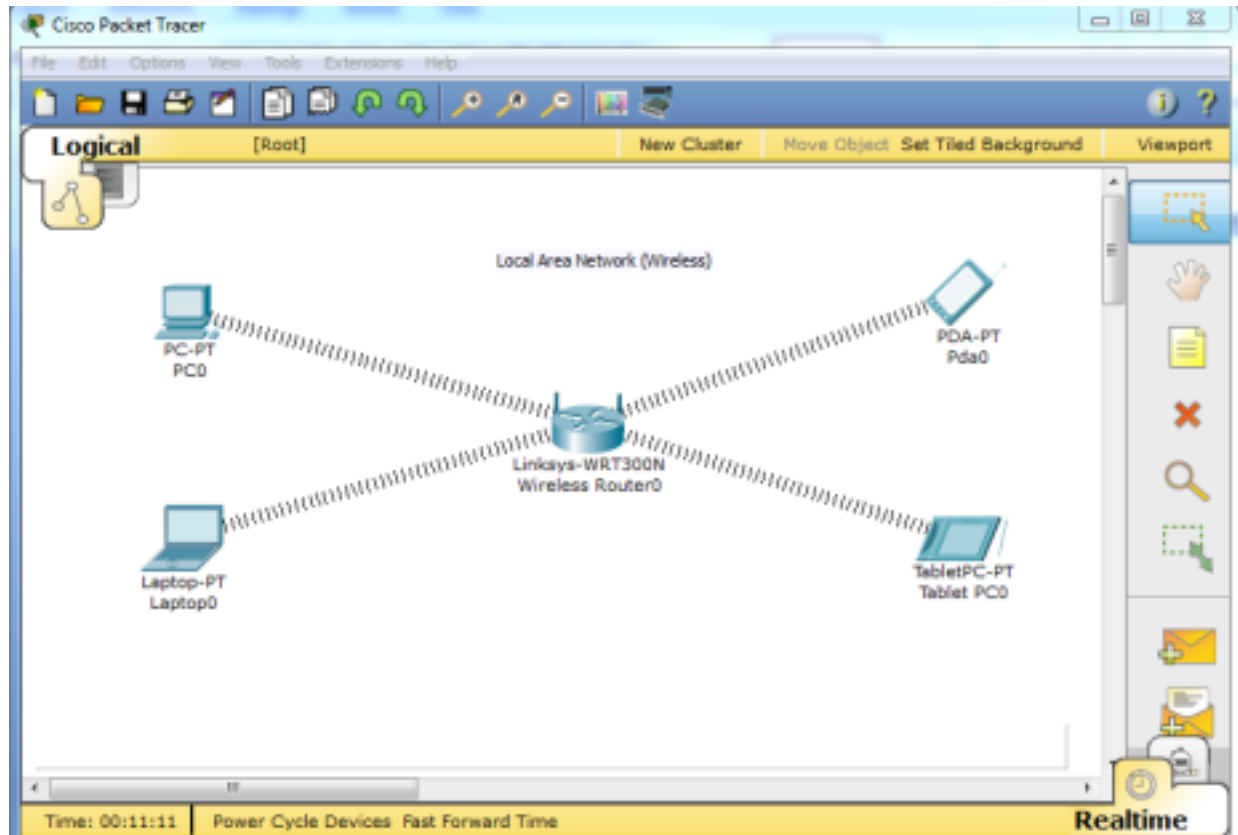 Cisco Packet Tracer
File Edit Options View Tools Extensions Help
Logical [Root] New Cluster Move Object Set Tiled Background Viewport
Local Area Network (Wireless)
PC-PT
PC0
PDA-PT
Pda0
Linksys-WRT300N
Wireless Router0
Laptop-PT
Laptop0
TabletPC-PT
Tablet PC0
Time: 00:11:11 Power Cycle Devices Fast Forward Time Realtime